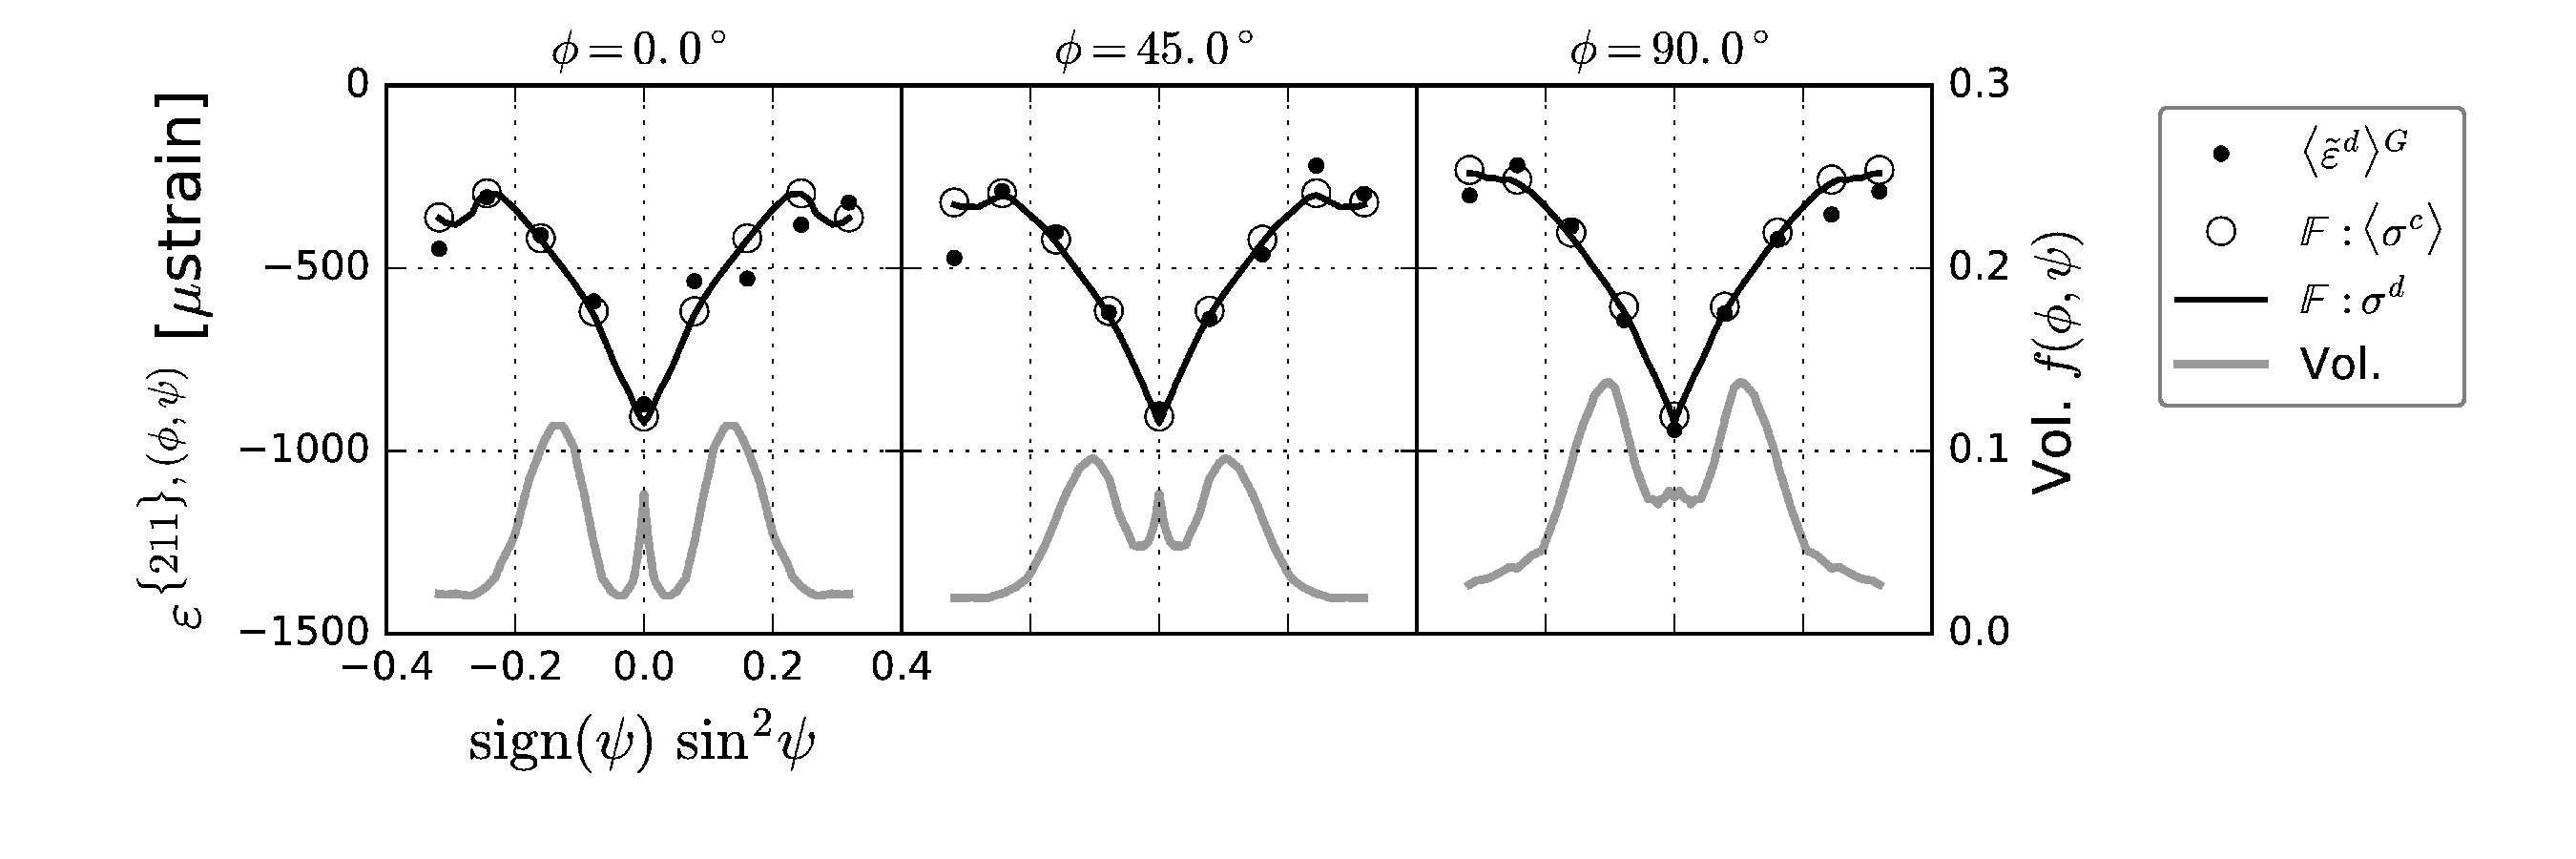 ϕ = 0.0° ϕ = 45.0° ϕ = 90.0°
0
−500
−1000
−1500
ε^{211},(ϕ,ψ) [μstrain]
−0.4 −0.2 0.0 0.2 0.4
sign(ψ) sin²ψ
0.3
0.2
0.1
0.0
Vol. f(ϕ,ψ)
⟨ε̃^d⟩^G
𝔽 : ⟨σ^c⟩
𝔽 : σ^d
Vol.